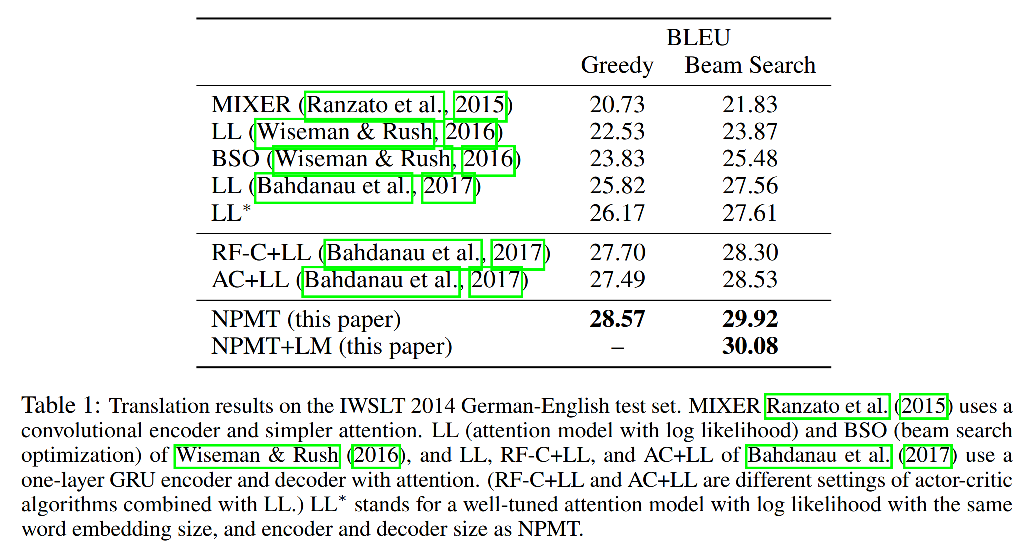 BLEU
Greedy Beam Search
MIXER (Ranzato et al., 2015) 20.73 21.83
LL (Wiseman & Rush, 2016) 22.53 23.87
BSO (Wiseman & Rush, 2016) 23.83 25.48
LL (Bahdanau et al., 2017) 25.82 27.56
LL* 26.17 27.61
RF-C+LL (Bahdanau et al., 2017) 27.70 28.30
AC+LL (Bahdanau et al., 2017) 27.49 28.53
NPMT (this paper) 28.57 29.92
NPMT+LM (this paper) – 30.08
Table 1: Translation results on the IWSLT 2014 German-English test set. MIXER Ranzato et al. (2015) uses a
convolutional encoder and simpler attention. LL (attention model with log likelihood) and BSO (beam search
optimization) of Wiseman & Rush (2016), and LL, RF-C+LL, and AC+LL of Bahdanau et al. (2017) use a
one-layer GRU encoder and decoder with attention. (RF-C+LL and AC+LL are different settings of actor-critic
algorithms combined with LL.) LL* stands for a well-tuned attention model with log likelihood with the same
word embedding size, and encoder and decoder size as NPMT.